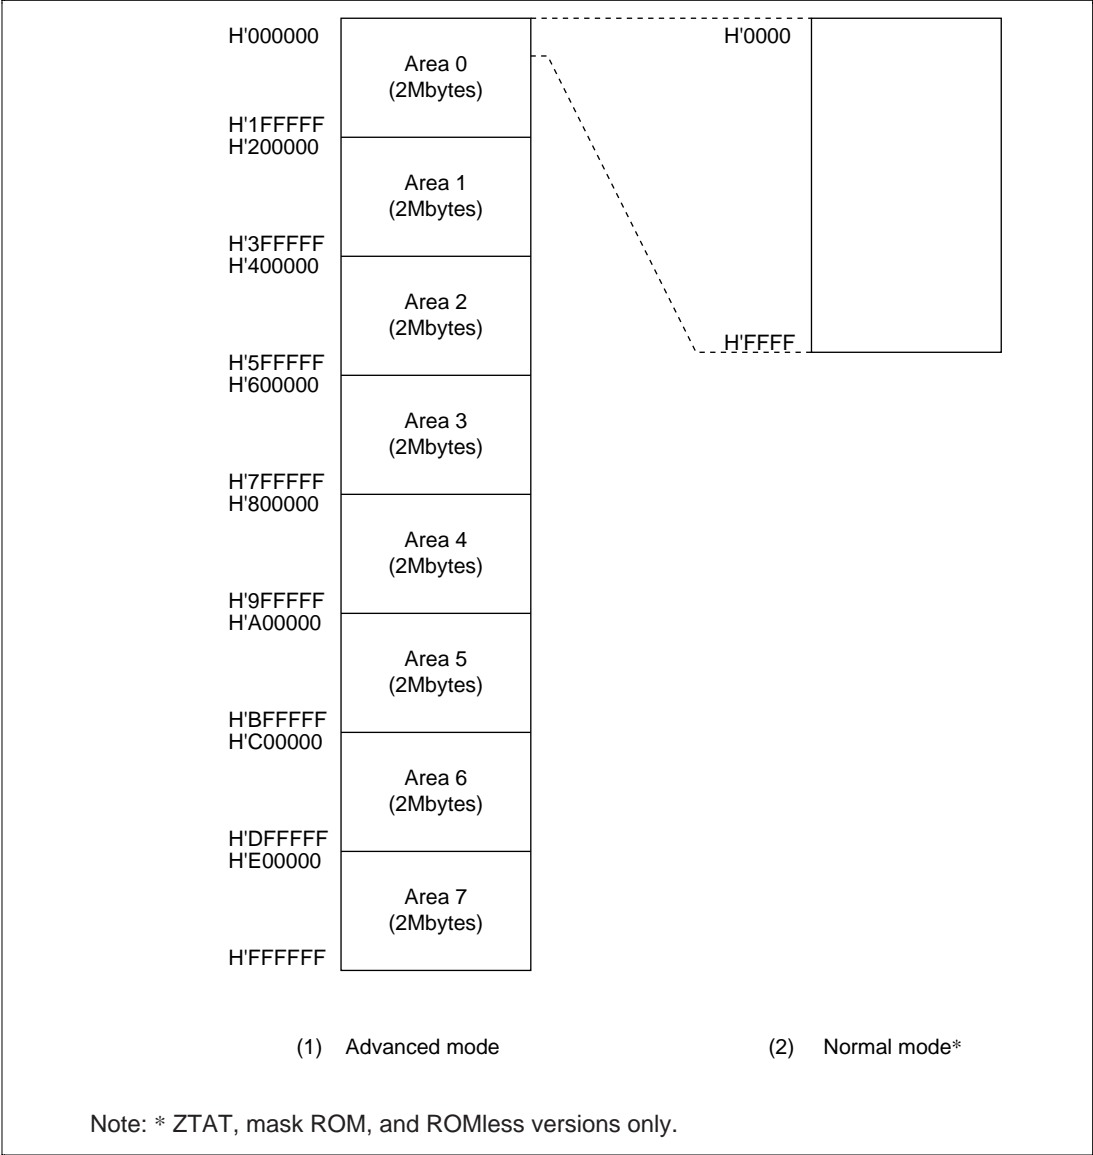 H'000000
Area 0
(2Mbytes)
H'1FFFFF
H'200000
Area 1
(2Mbytes)
H'3FFFFF
H'400000
Area 2
(2Mbytes)
H'5FFFFF
H'600000
Area 3
(2Mbytes)
H'7FFFFF
H'800000
Area 4
(2Mbytes)
H'9FFFFF
H'A00000
Area 5
(2Mbytes)
H'BFFFFF
H'C00000
Area 6
(2Mbytes)
H'DFFFFF
H'E00000
Area 7
(2Mbytes)
H'FFFFFF
(1) Advanced mode
H'0000
H'FFFF
(2) Normal mode*
Note: * ZTAT, mask ROM, and ROMless versions only.